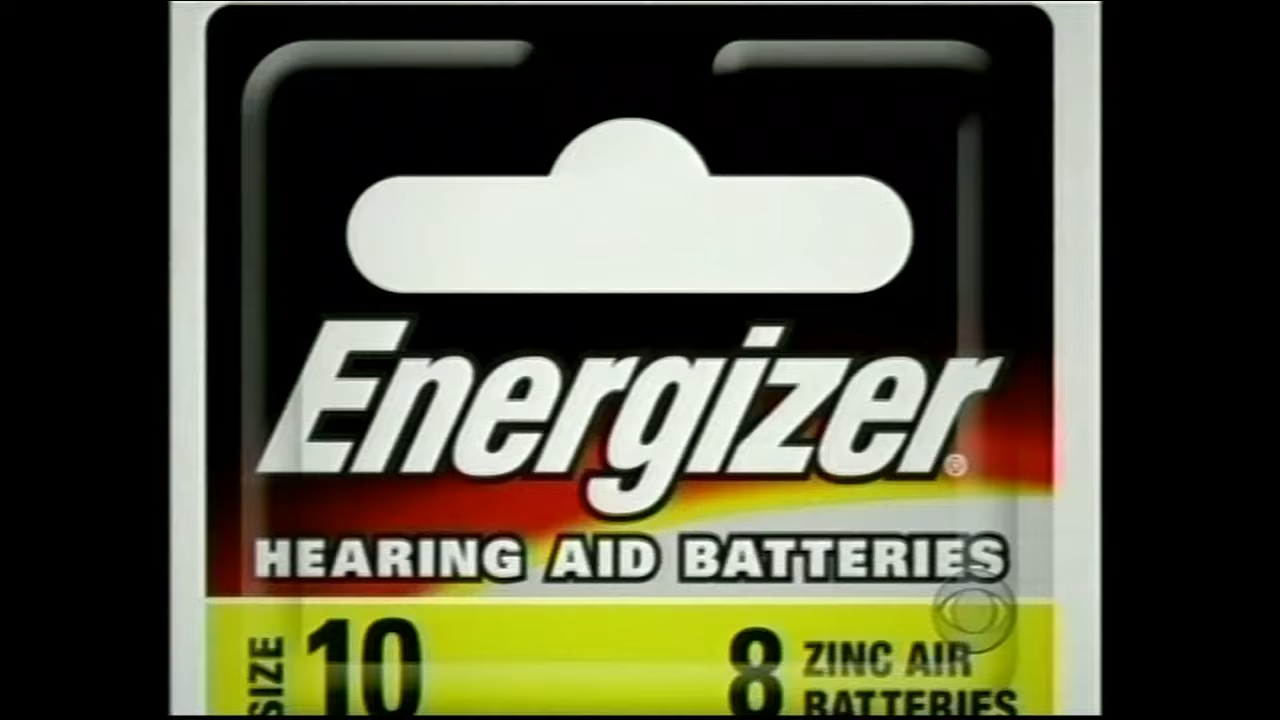 Energizer®
HEARING AID BATTERIES
SIZE 10
8 ZINC AIR
BATTERIES